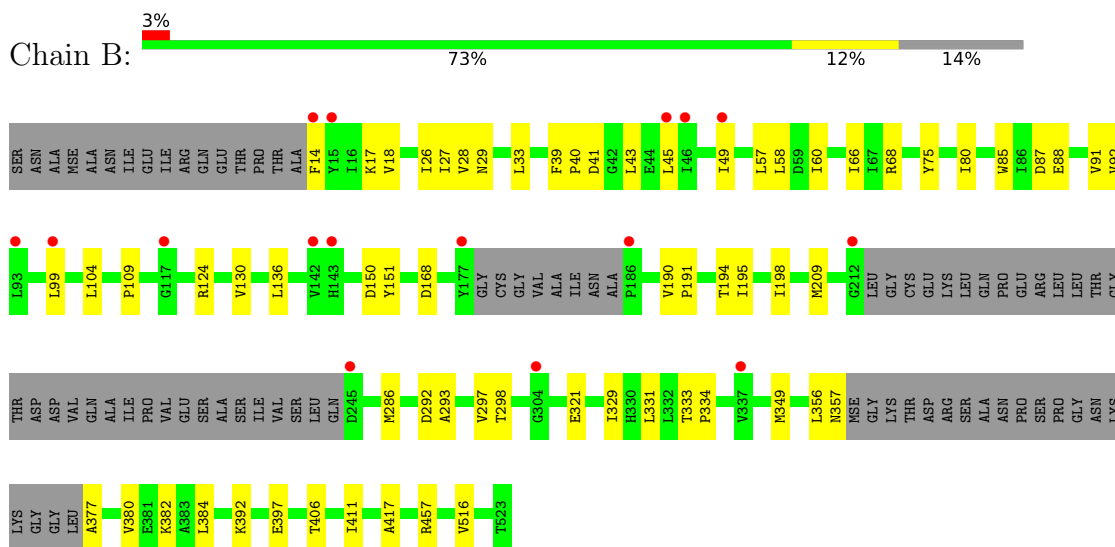 3%
Chain B:
73% 12% 14%
SER ASN ALA MSE ALA ASN ILE GLU ILE ARG GLN GLU THR PRO THR ALA F14 Y15 I16 K17 V18 I26 I27 V28 N29 L33 F39 P40 D41 G42 L43 E44 L45 I46 I49 L57 L58 D59 I60 I66 I67 R68 Y75 I80 W85 I86 D87 E88 V91
L93 L99 L104 P109 G117 R124 V130 L136 V142 H143 D150 Y151 D168 Y177 GLY CYS GLY VAL ALA ILE ASN ALA P186 V190 P191 T194 I195 I198 M209 G212 LEU GLY CYS GLU LYS LEU GLN PRO GLU ARG LEU LEU THR
THR ASP ASP VAL GLN ALA ILE PRO VAL GLU SER ALA SER ILE VAL SER LEU GLN D245 M286 D292 A293 V297 T298 G304 E321 I329 H330 L331 L332 T333 P334 V337 M349 L356 N357 MSE GLY LYS THR ASP ARG SER ALA ASN PRO SER PRO GLY ASN
LYS GLY GLY LEU A377 V380 E381 K382 A383 L384 K392 E397 T406 I411 A417 R457 V516 T523